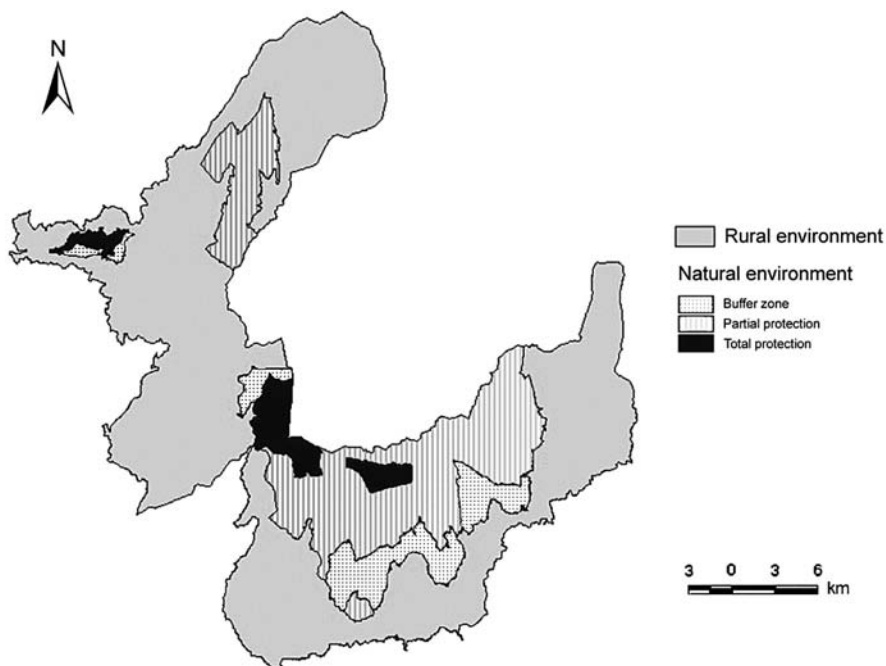 N
Rural environment
Natural environment
Buffer zone
Partial protection
Total protection
3 0 3 6
km